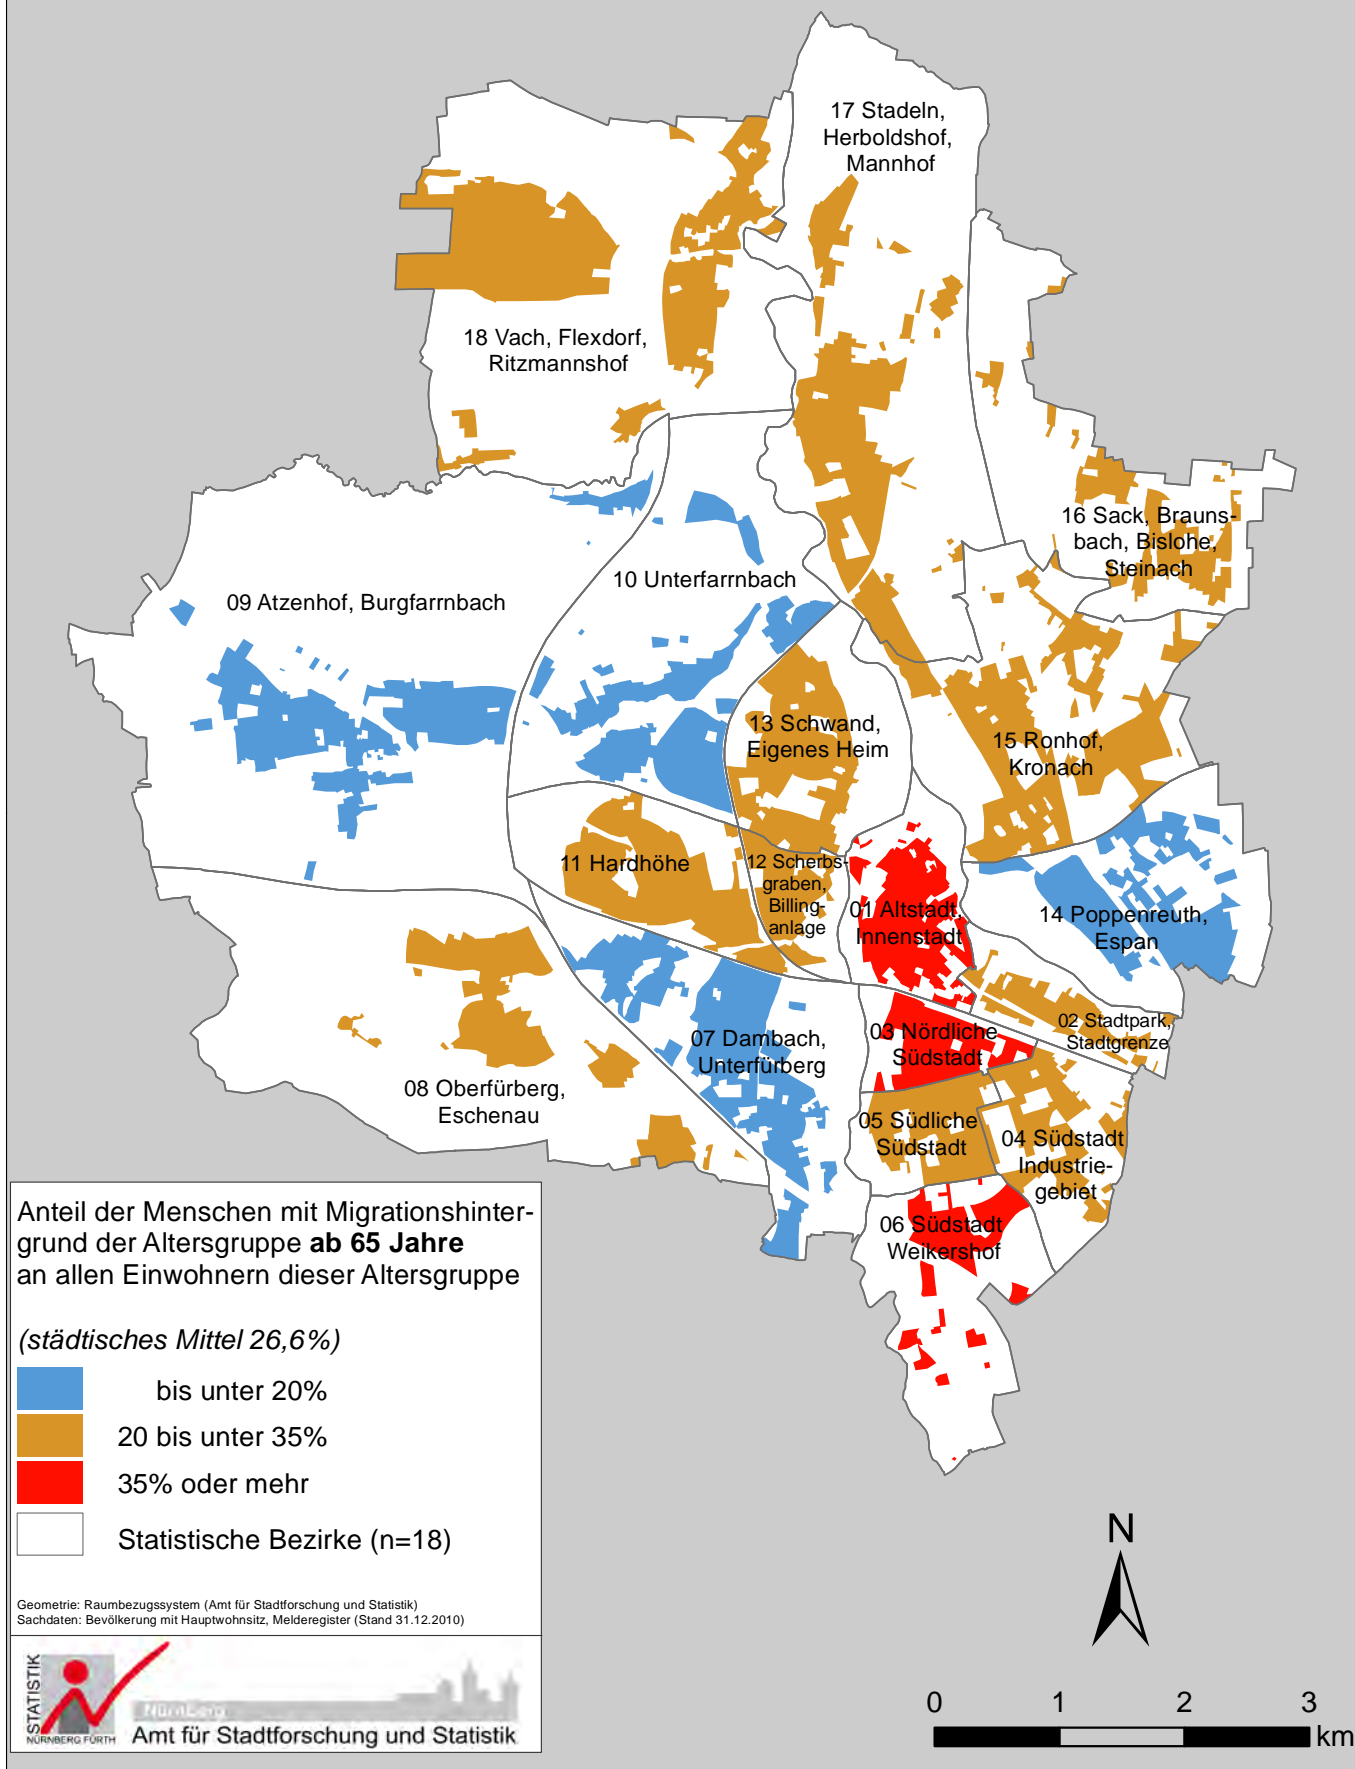 17 Stadeln,
Herboldshof,
Mannhof
18 Vach, Flexdorf,
Ritzmannshof
16 Sack, Brauns-
bach, Bislohe,
Steinach
10 Unterfarrnbach
09 Atzenhof, Burgfarrnbach
13 Schwand,
Eigenes Heim
15 Ronhof,
Kronach
11 Hardhöhe
12 Scherbs-
graben,
Billing-
anlage
01 Altstadt,
Innenstadt
14 Poppenreuth,
Espan
02 Stadtpark,
Stadtgrenze
03 Nördliche
Südstadt
07 Dambach,
Unterfürberg
08 Oberfürberg,
Eschenau
05 Südliche
Südstadt
04 Südstadt
Industrie-
gebiet
06 Südstadt
Weikershof
Anteil der Menschen mit Migrationshinter-
grund der Altersgruppe ab 65 Jahre
an allen Einwohnern dieser Altersgruppe
(städtisches Mittel 26,6%)
bis unter 20%
20 bis unter 35%
35% oder mehr
Statistische Bezirke (n=18)
Geometrie: Raumbezugssystem (Amt für Stadtforschung und Statistik)
Sachdaten: Bevölkerung mit Hauptwohnsitz, Melderegister (Stand 31.12.2010)
STATISTIK
NÜRNBERG FÜRTH
Nürnberg
Amt für Stadtforschung und Statistik
N
0 1 2 3
km